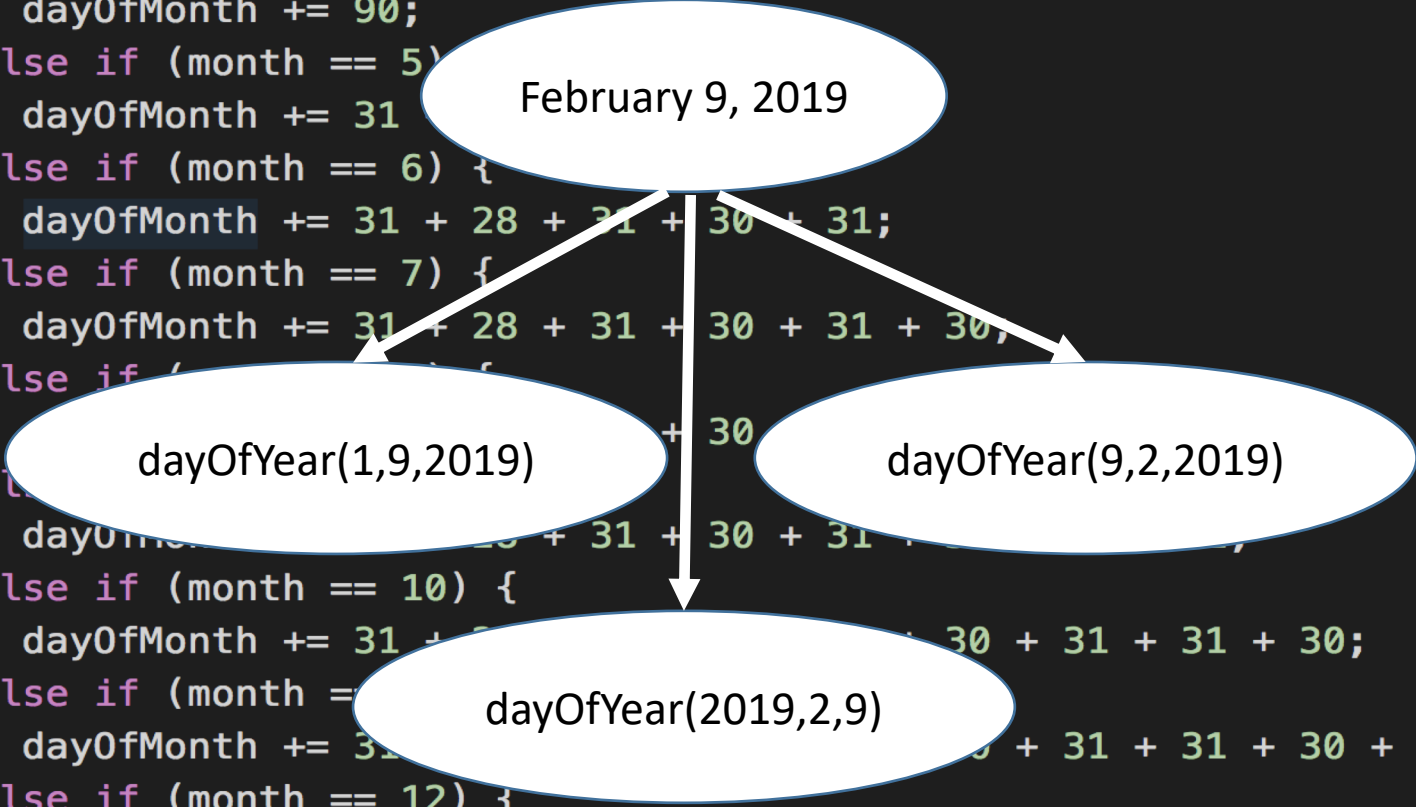 dayOfMonth += 90;
lse if (month == 5)
February 9, 2019
dayOfMonth += 31
lse if (month == 6) {
dayOfMonth += 31 + 28 + 31 + 30 + 31;
lse if (month == 7) {
dayOfMonth += 31 + 28 + 31 + 30 + 31 + 30;
lse if (
+ 30
dayOfYear(1,9,2019)
dayOfYear(9,2,2019)
+ 31 + 30 + 31
lse if (month == 10) {
dayOfMonth += 31 + 30 + 31 + 31 + 30;
lse if (month =
dayOfYear(2019,2,9)
dayOfMonth += 31 + 31 + 31 + 30 +
lse if (month == 12) {